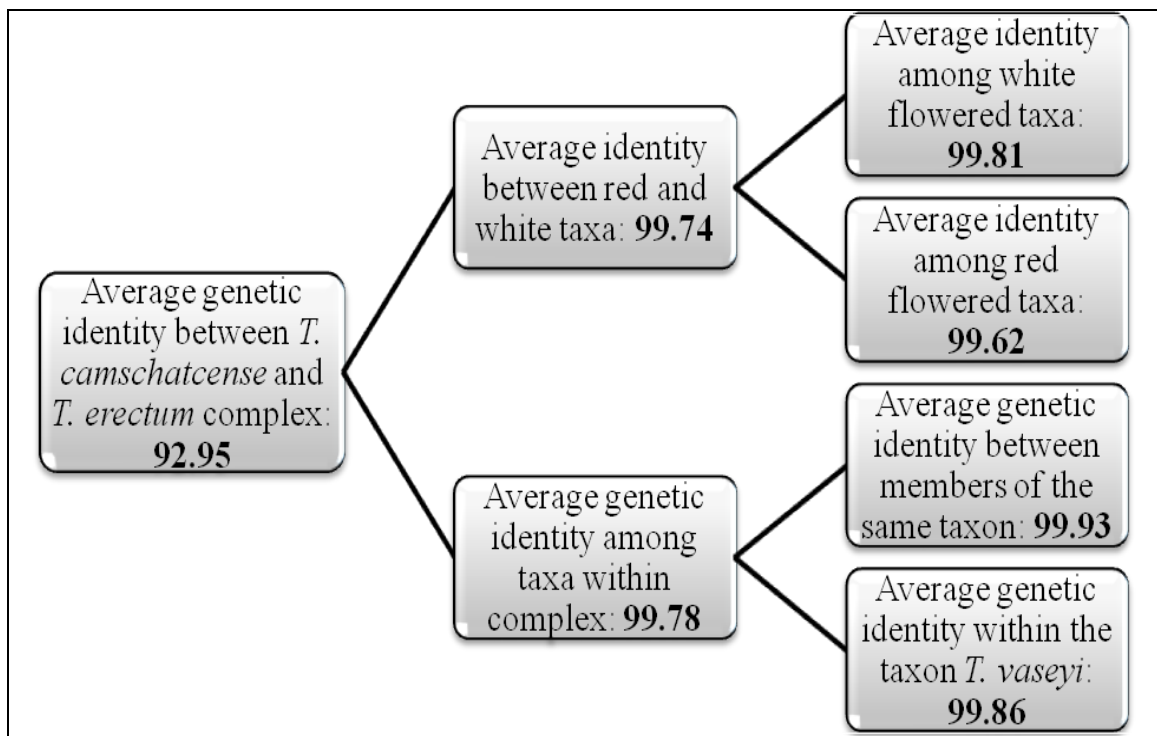 Average genetic
identity between T.
camschatcense and
T. erectum complex:
92.95
Average identity
between red and
white taxa: 99.74
Average genetic
identity among
taxa within
complex: 99.78
Average identity
among white
flowered taxa:
99.81
Average identity
among red
flowered taxa:
99.62
Average genetic
identity between
members of the
same taxon: 99.93
Average genetic
identity within the
taxon T. vaseyi:
99.86